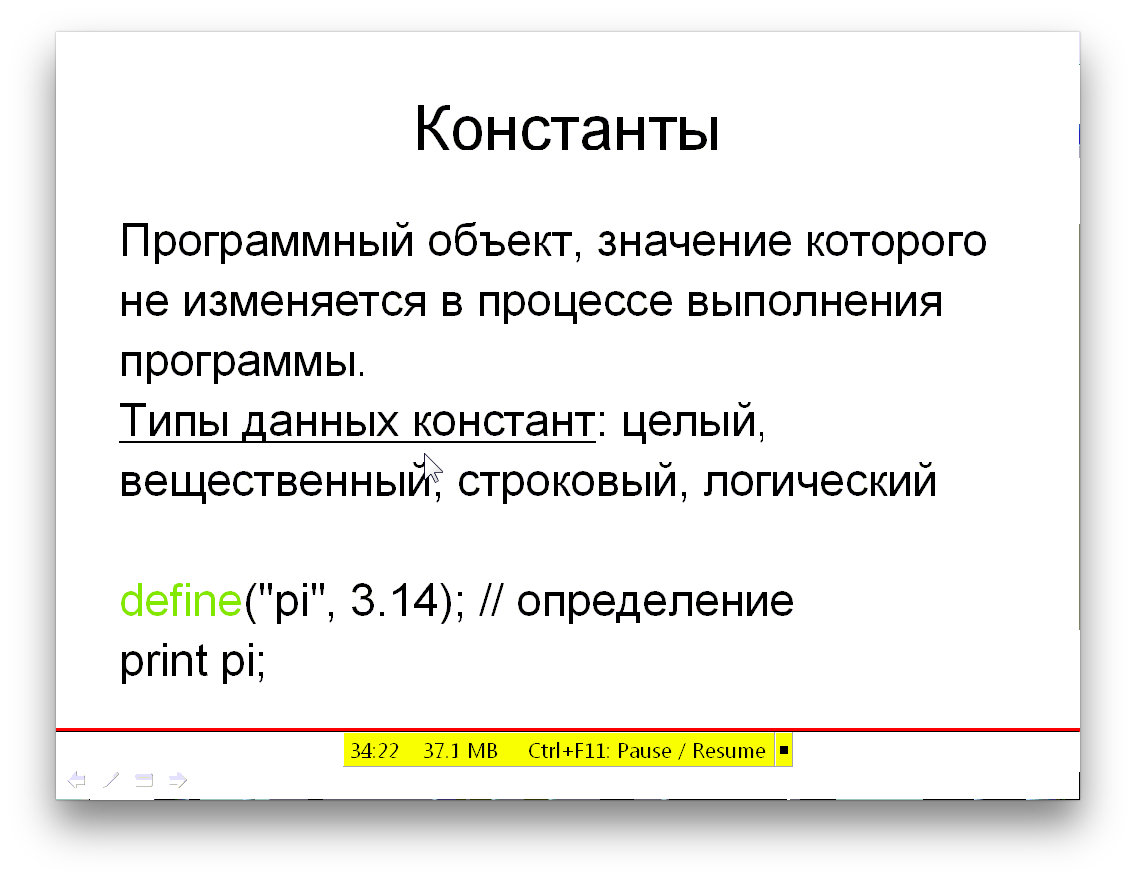 Константы
Программный объект, значение которого
не изменяется в процессе выполнения
программы.
Типы данных констант: целый,
вещественный, строковый, логический
define("pi", 3.14); // определение
print pi;
34:22 37.1 MB Ctrl+F11: Pause / Resume